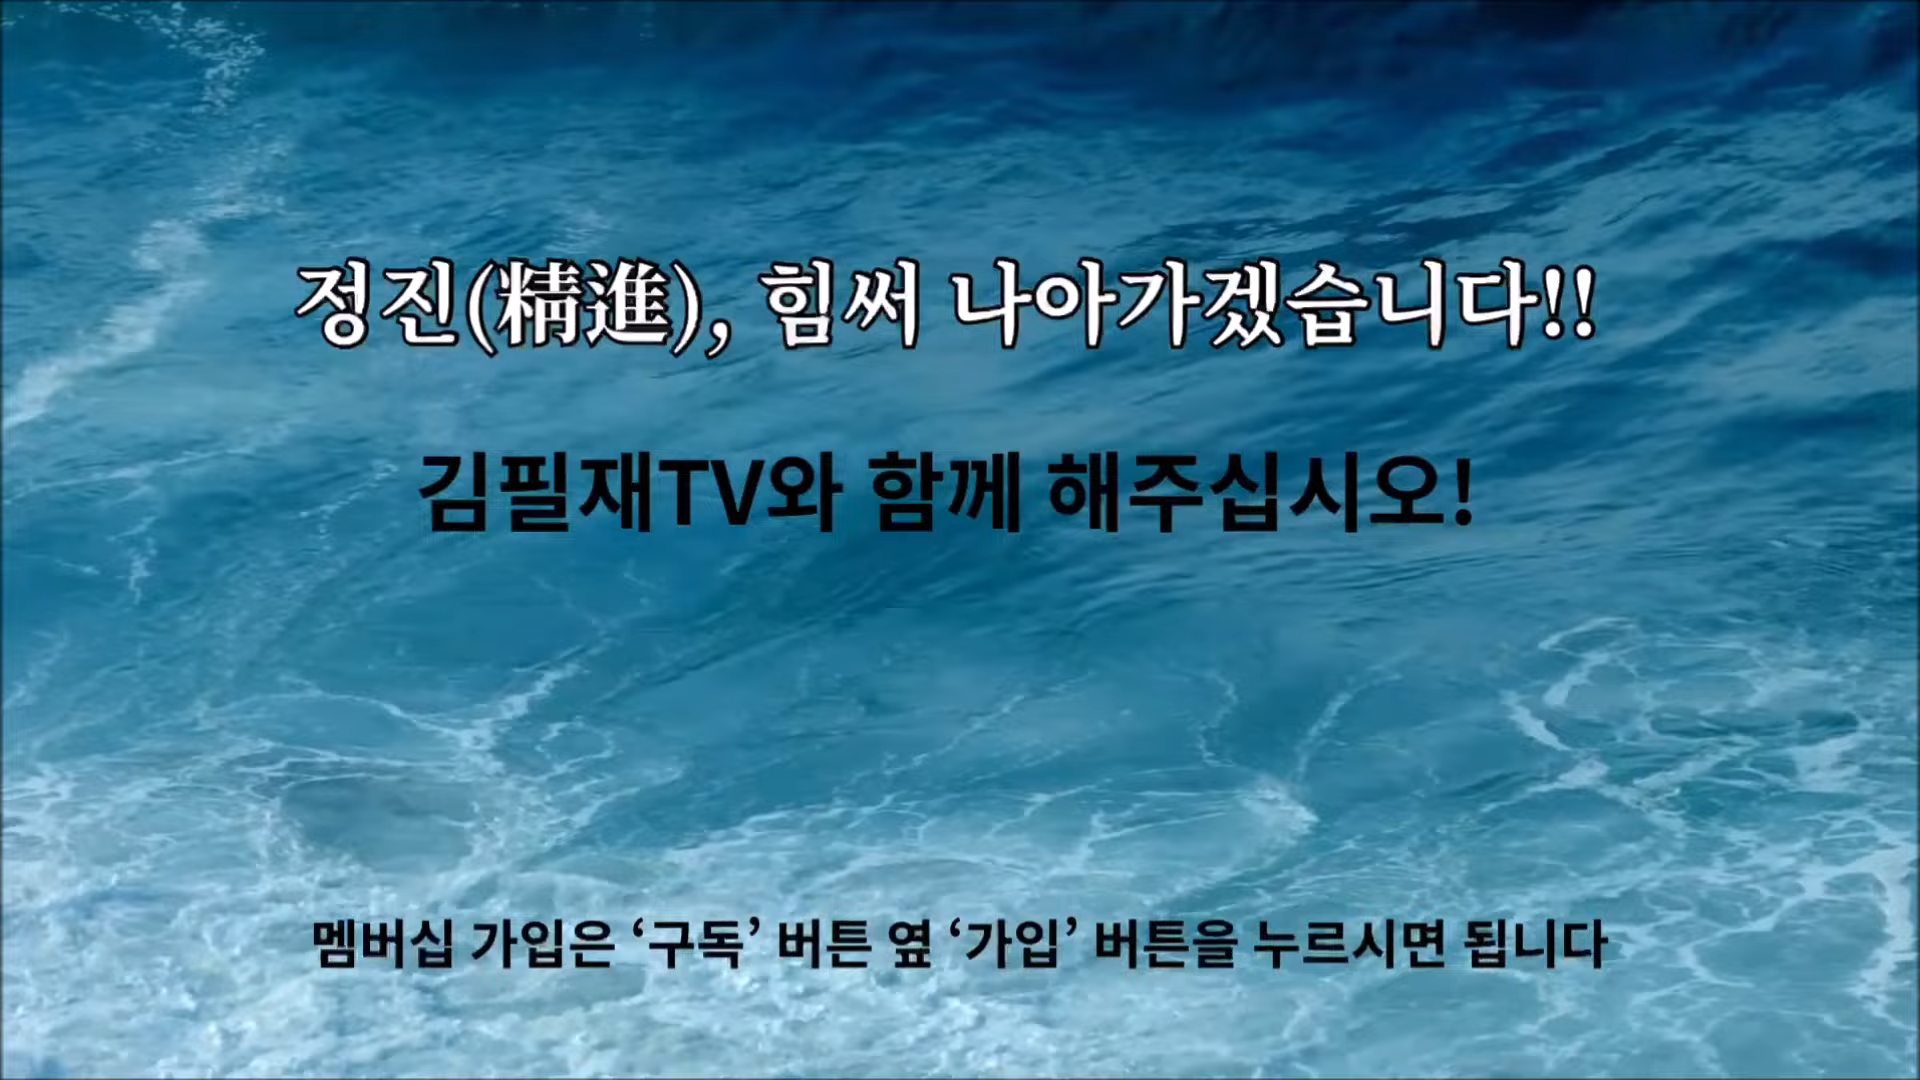 정진(精進), 힘써 나아가겠습니다!!
김필재TV와 함께 해주십시오!
멤버십 가입은 ‘구독’ 버튼 옆 ‘가입’ 버튼을 누르시면 됩니다